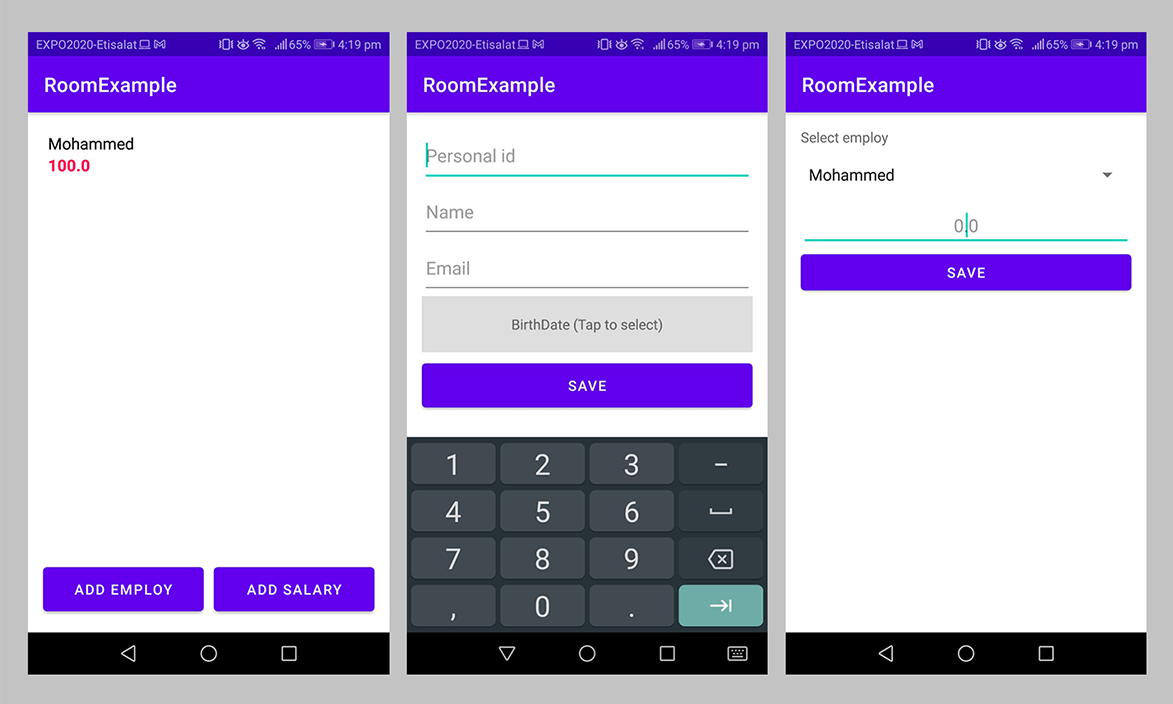 EXPO2020-Etisalat 65% 4:19 pm
RoomExample
Mohammed
100.0
ADD EMPLOY ADD SALARY
EXPO2020-Etisalat 65% 4:19 pm
RoomExample
Personal id
Name
Email
BirthDate (Tap to select)
SAVE
1 2 3 –
4 5 6
7 8 9
, 0 .
EXPO2020-Etisalat 65% 4:19 pm
RoomExample
Select employ
Mohammed
0.0
SAVE